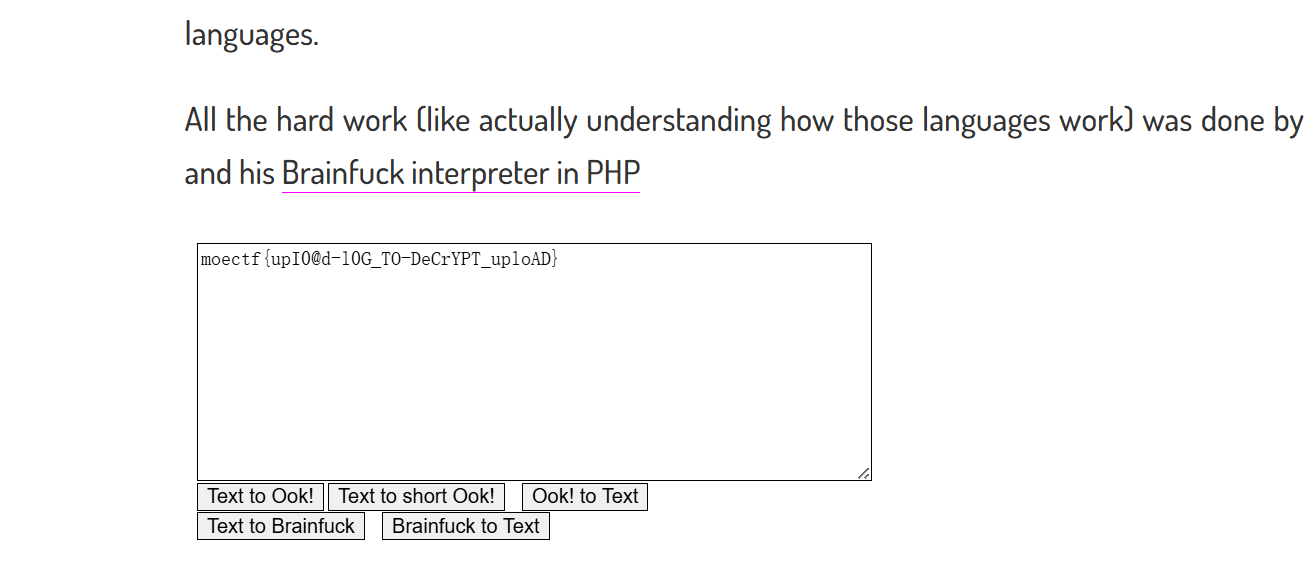 languages.
All the hard work (like actually understanding how those languages work) was done by
and his Brainfuck interpreter in PHP
moectf{upI0@d-l0G_TO-DeCrYPT_uploAD}
Text to Ook! Text to short Ook! Ook! to Text
Text to Brainfuck Brainfuck to Text